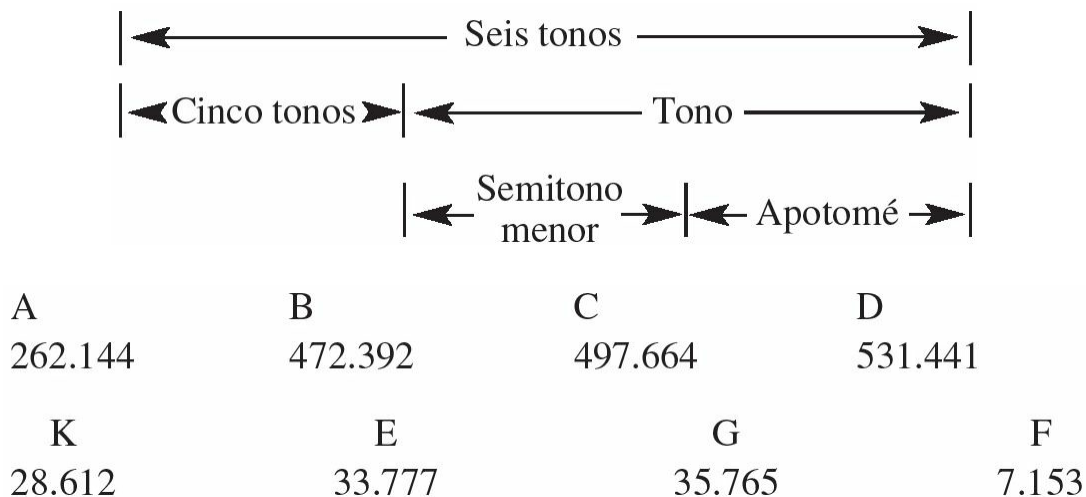 Seis tonos
Cinco tonos Tono
Semitono
menor Apotomé
A B C D
262.144 472.392 497.664 531.441
K E G F
28.612 33.777 35.765 7.153